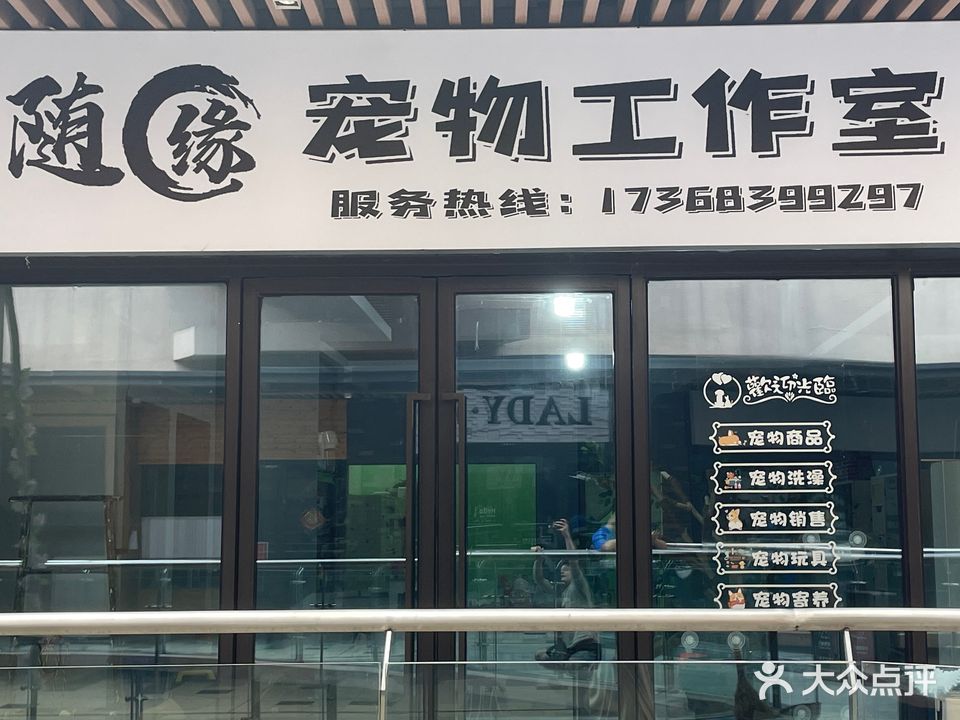 随缘 宠物工作室
服务热线：17368399297
LADY
歡迎光臨
宠物商品
宠物洗澡
宠物销售
宠物玩具
宠物寄养
大众点评